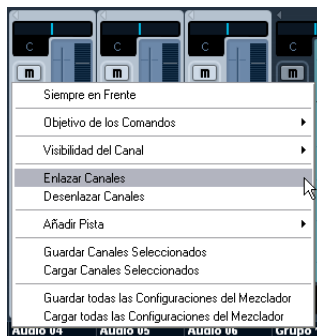 C C C C
m m m m
Siempre en Frente
Objetivo de los Comandos
Visibilidad del Canal
Enlazar Canales
Desenlazar Canales
Añadir Pista
Guardar Canales Seleccionados
Cargar Canales Seleccionados
Guardar todas las Configuraciones del Mezclador
Cargar todas las Configuraciones del Mezclador
Audio 04 Audio 05 Audio 06 Grupo